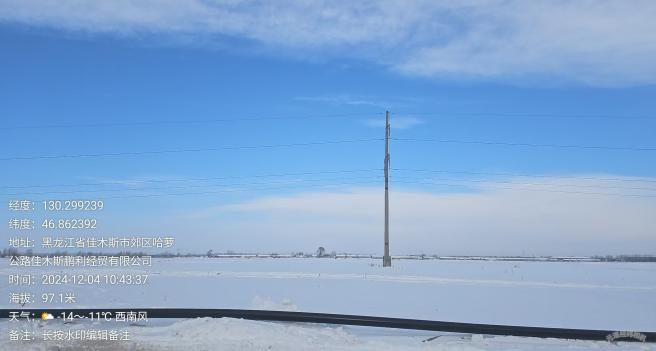 经度：130.299239
纬度：46.862392
地址：黑龙江省佳木斯市郊区哈萝
公路佳木斯鹏利经贸有限公司
时间：2024-12-04 10:43:37
海拔：97.1米
天气：-14～-11℃ 西南风
备注：长按水印编辑备注